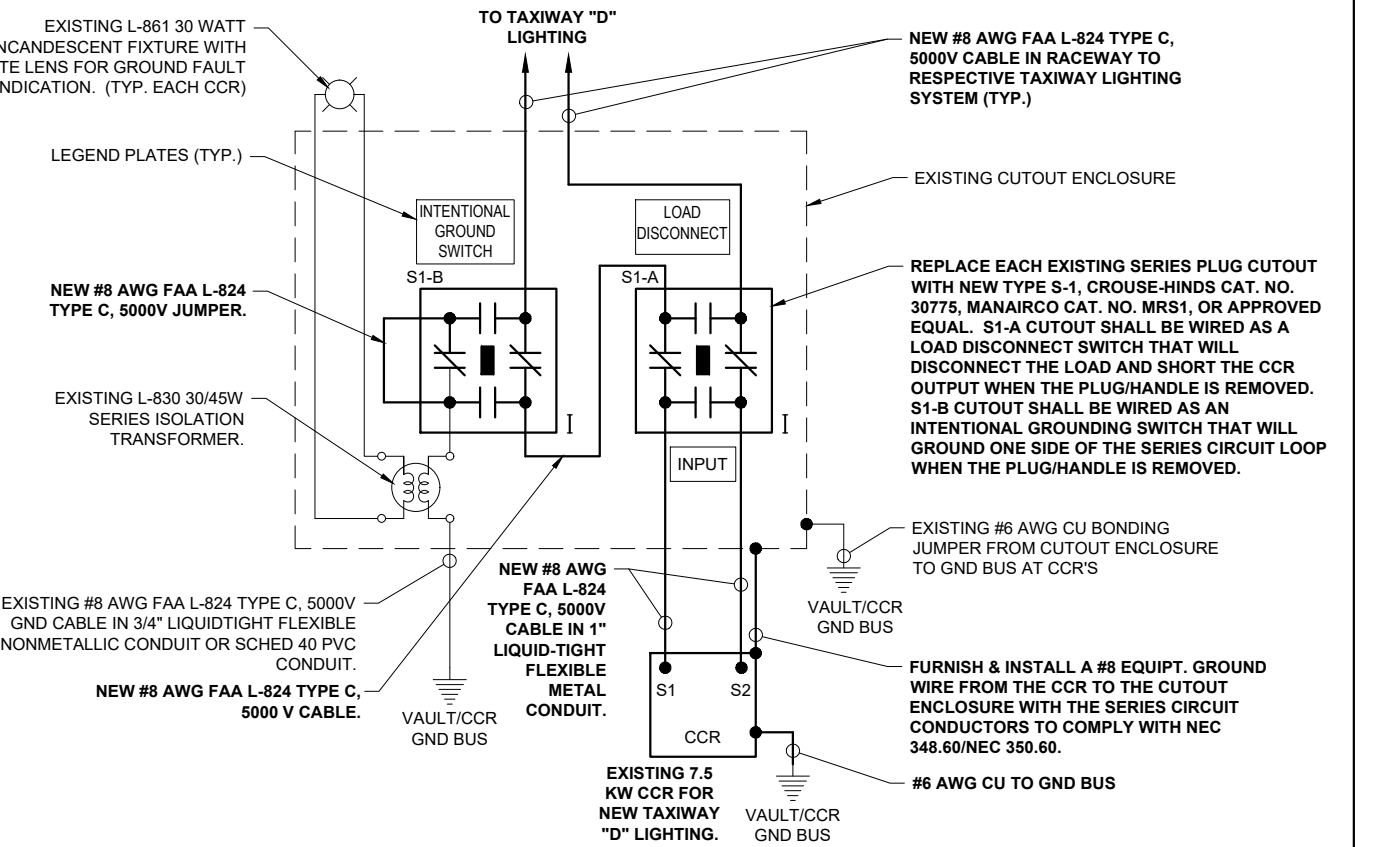 EXISTING L-861 30 WATT
NCANDESCENT FIXTURE WITH
TE LENS FOR GROUND FAULT
NDICATION. (TYP. EACH CCR)
TO TAXIWAY "D"
LIGHTING
NEW #8 AWG FAA L-824 TYPE C,
5000V CABLE IN RACEWAY TO
RESPECTIVE TAXIWAY LIGHTING
SYSTEM (TYP.)
LEGEND PLATES (TYP.)
EXISTING CUTOUT ENCLOSURE
INTENTIONAL
GROUND
SWITCH
LOAD
DISCONNECT
S1-B
S1-A
NEW #8 AWG FAA L-824
TYPE C, 5000V JUMPER.
REPLACE EACH EXISTING SERIES PLUG CUTOUT
WITH NEW TYPE S-1, CROUSE-HINDS CAT. NO.
30775, MANAIRCO CAT. NO. MRS1, OR APPROVED
EQUAL. S1-A CUTOUT SHALL BE WIRED AS A
LOAD DISCONNECT SWITCH THAT WILL
DISCONNECT THE LOAD AND SHORT THE CCR
OUTPUT WHEN THE PLUG/HANDLE IS REMOVED.
S1-B CUTOUT SHALL BE WIRED AS AN
INTENTIONAL GROUNDING SWITCH THAT WILL
GROUND ONE SIDE OF THE SERIES CIRCUIT LOOP
WHEN THE PLUG/HANDLE IS REMOVED.
EXISTING L-830 30/45W
SERIES ISOLATION
TRANSFORMER.
I
I
INPUT
EXISTING #6 AWG CU BONDING
JUMPER FROM CUTOUT ENCLOSURE
TO GND BUS AT CCR'S
VAULT/CCR
GND BUS
NEW #8 AWG
FAA L-824
TYPE C, 5000V
CABLE IN 1"
LIQUID-TIGHT
FLEXIBLE
METAL
CONDUIT.
EXISTING #8 AWG FAA L-824 TYPE C, 5000V
GND CABLE IN 3/4" LIQUIDTIGHT FLEXIBLE
NONMETALLIC CONDUIT OR SCHED 40 PVC
CONDUIT.
NEW #8 AWG FAA L-824 TYPE C,
5000 V CABLE.
VAULT/CCR
GND BUS
S1
S2
CCR
FURNISH & INSTALL A #8 EQUIPT. GROUND
WIRE FROM THE CCR TO THE CUTOUT
ENCLOSURE WITH THE SERIES CIRCUIT
CONDUCTORS TO COMPLY WITH NEC
348.60/NEC 350.60.
#6 AWG CU TO GND BUS
EXISTING 7.5
KW CCR FOR
NEW TAXIWAY
"D" LIGHTING.
VAULT/CCR
GND BUS